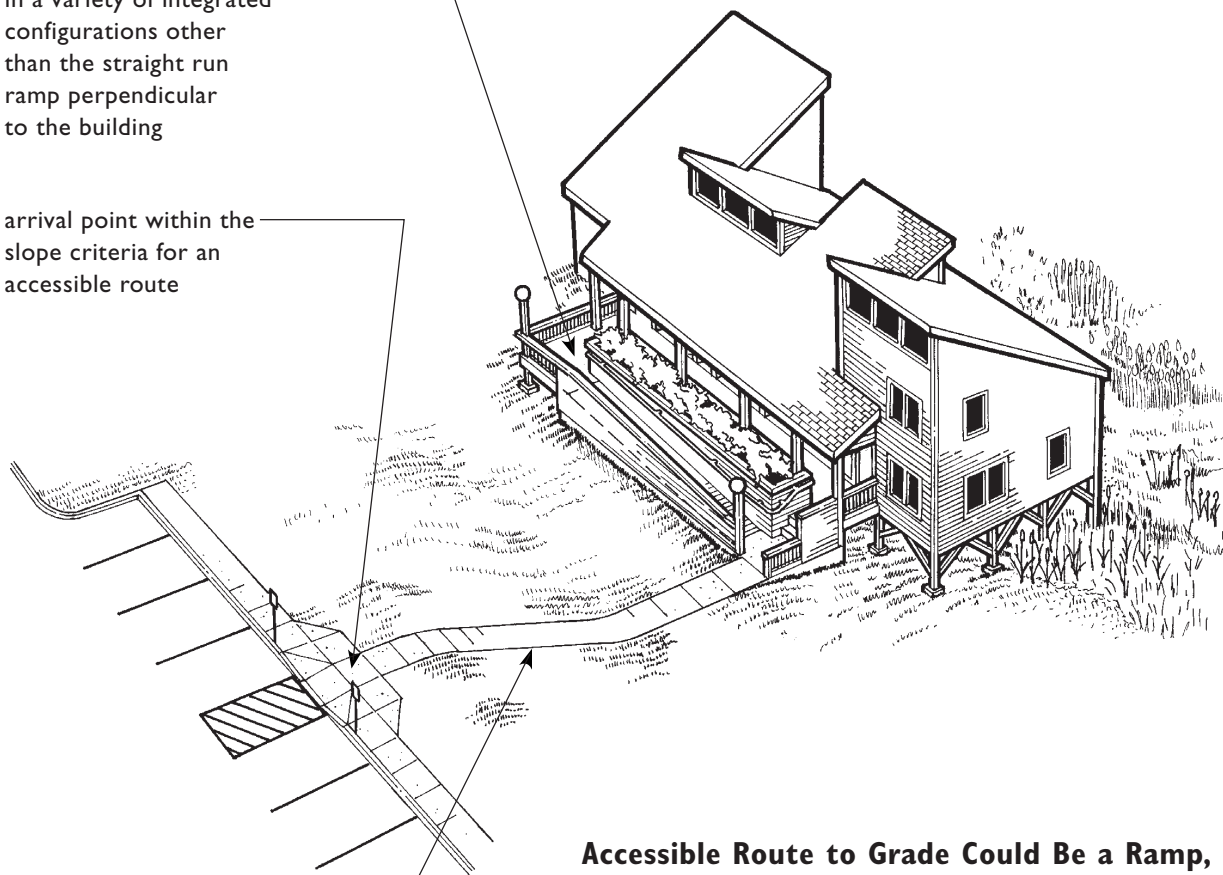 in a variety of integrated
configurations other
than the straight run
ramp perpendicular
to the building
arrival point within the
slope criteria for an
accessible route
Accessible Route to Grade Could Be a Ramp,